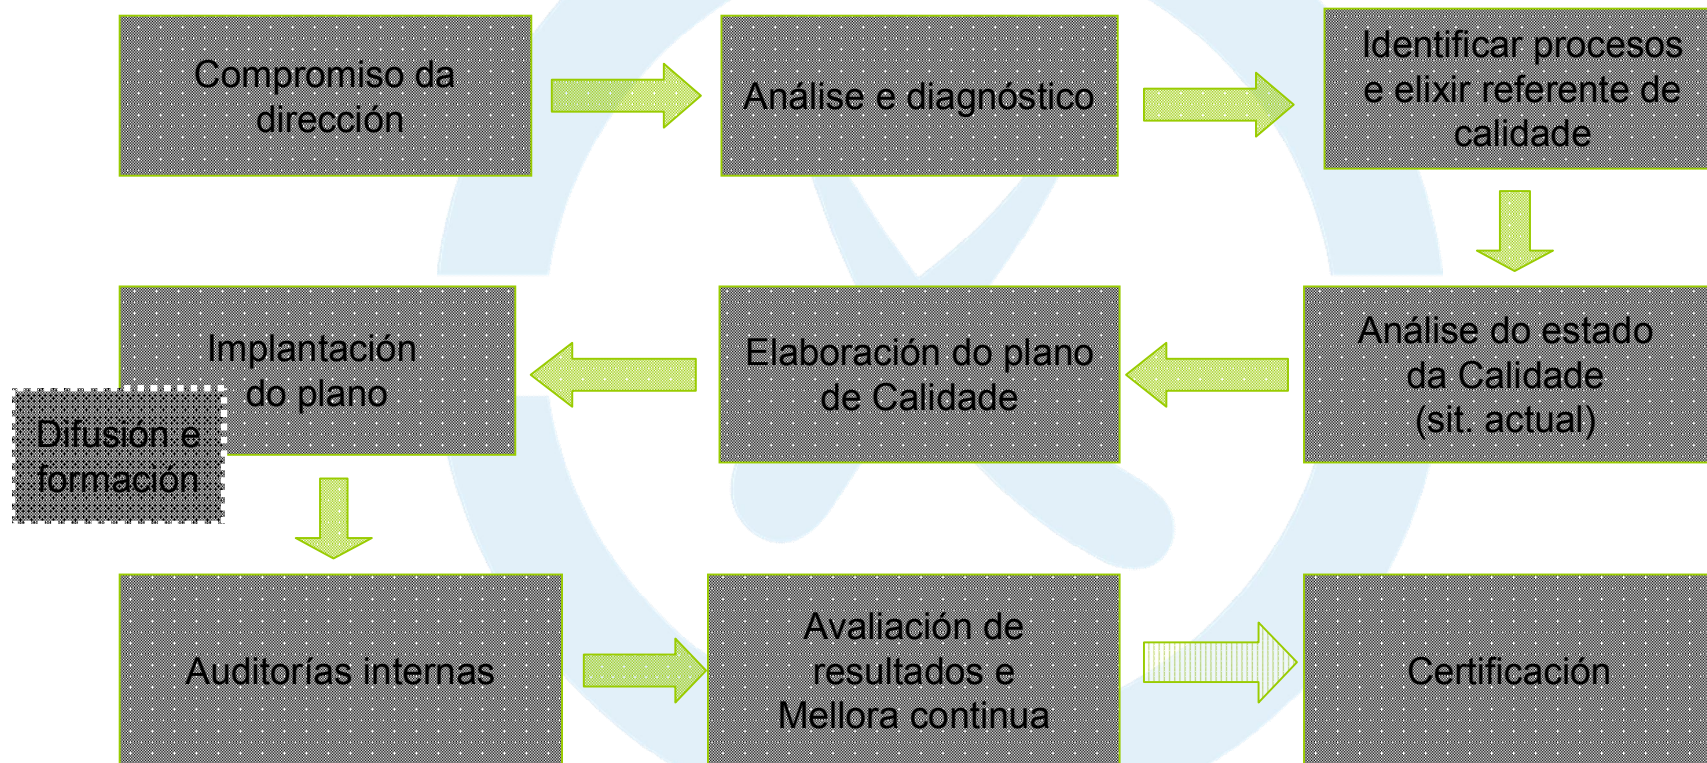 Compromiso da
dirección
Análise e diagnóstico
Identificar procesos
e elixir referente de
calidade
Análise do estado
da Calidade
(sit. actual)
Elaboración do plano
de Calidade
Implantación
do plano
Difusión e
formación
Auditorías internas
Avaliación de
resultados e
Mellora continua
Certificación